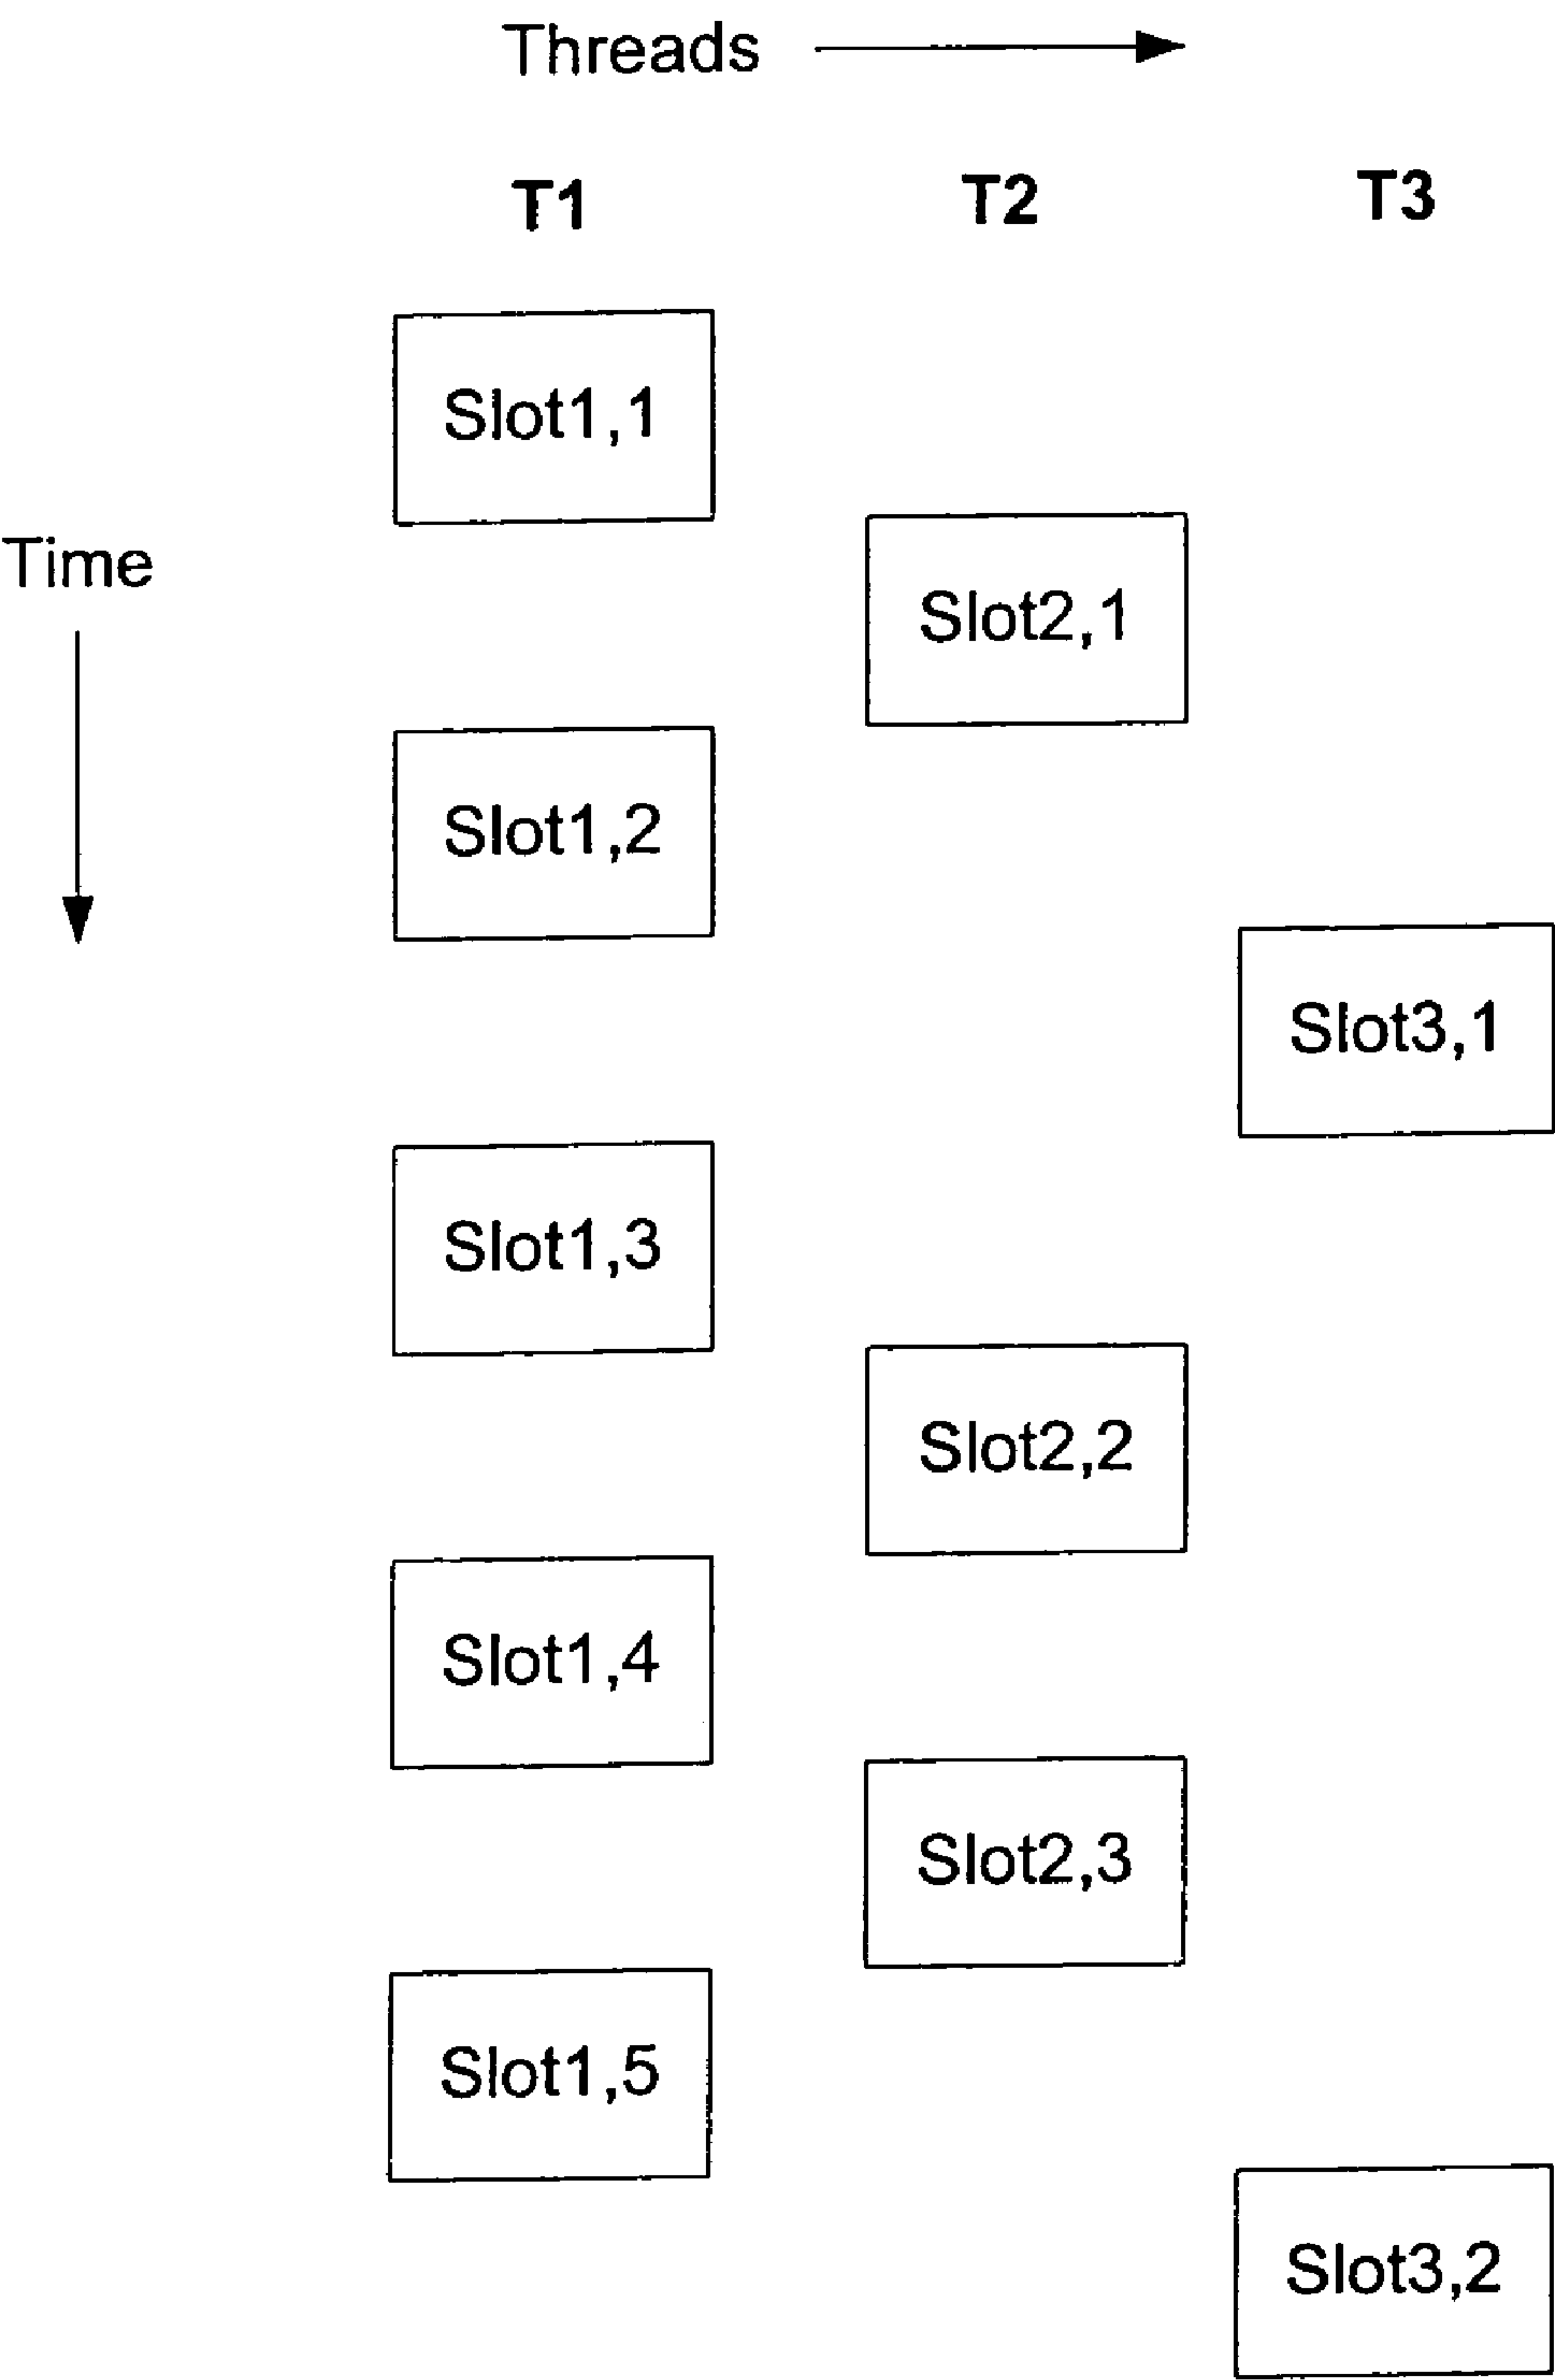 Threads
T1 T2 T3
Slot1,1
Time
Slot2,1
Slot1,2
Slot3,1
Slot1,3
Slot2,2
Slot1,4
Slot2,3
Slot1,5
Slot3,2